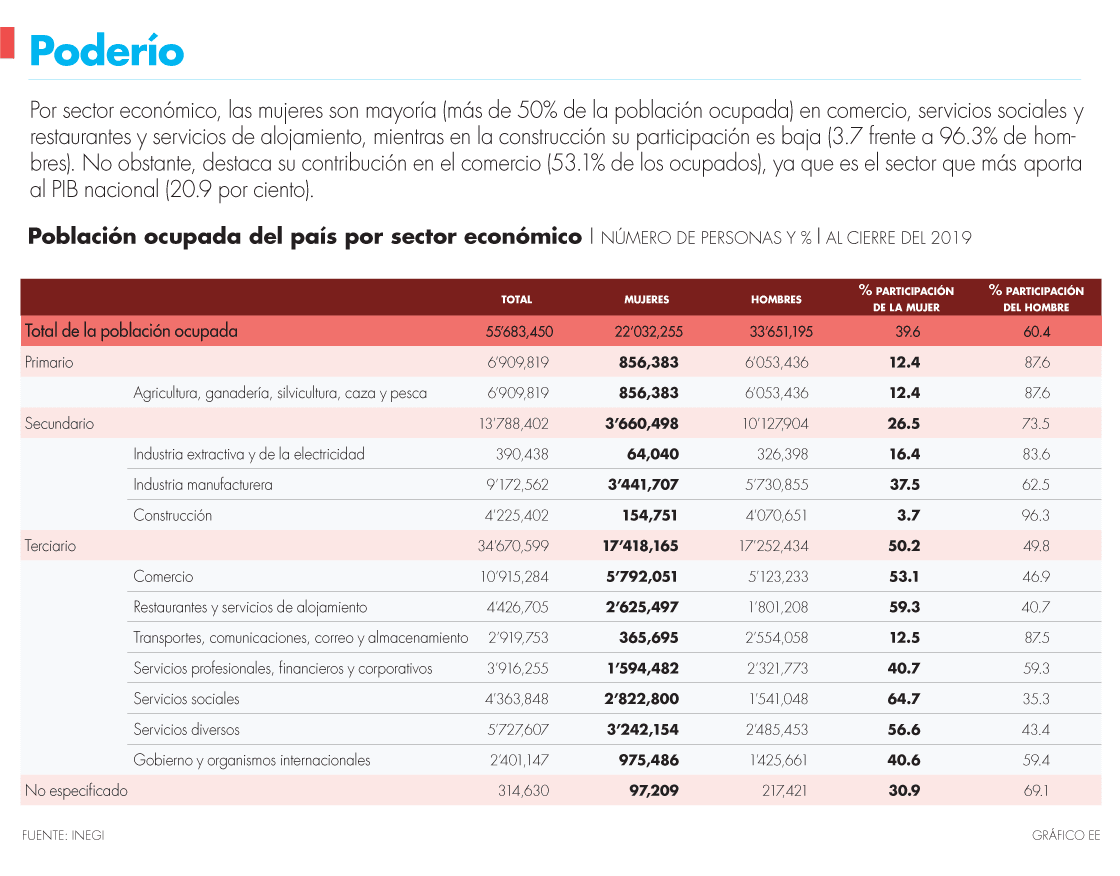 Poderío
Por sector económico, las mujeres son mayoría (más de 50% de la población ocupada) en comercio, servicios sociales y
restaurantes y servicios de alojamiento, mientras en la construcción su participación es baja (3.7 frente a 96.3% de hom-
bres). No obstante, destaca su contribución en el comercio (53.1% de los ocupados), ya que es el sector que más aporta
al PIB nacional (20.9 por ciento).
Población ocupada del país por sector económico | NÚMERO DE PERSONAS Y % | AL CIERRE DEL 2019
TOTAL MUJERES HOMBRES % PARTICIPACIÓN DE LA MUJER % PARTICIPACIÓN DEL HOMBRE
Total de la población ocupada 55'683,450 22'032,255 33'651,195 39.6 60.4
Primario 6'909,819 856,383 6'053,436 12.4 87.6
Agricultura, ganadería, silvicultura, caza y pesca 6'909,819 856,383 6'053,436 12.4 87.6
Secundario 13'788,402 3'660,498 10'127,904 26.5 73.5
Industria extractiva y de la electricidad 390,438 64,040 326,398 16.4 83.6
Industria manufacturera 9'172,562 3'441,707 5'730,855 37.5 62.5
Construcción 4'225,402 154,751 4'070,651 3.7 96.3
Terciario 34'670,599 17'418,165 17'252,434 50.2 49.8
Comercio 10'915,284 5'792,051 5'123,233 53.1 46.9
Restaurantes y servicios de alojamiento 4'426,705 2'625,497 1'801,208 59.3 40.7
Transportes, comunicaciones, correo y almacenamiento 2'919,753 365,695 2'554,058 12.5 87.5
Servicios profesionales, financieros y corporativos 3'916,255 1'594,482 2'321,773 40.7 59.3
Servicios sociales 4'363,848 2'822,800 1'541,048 64.7 35.3
Servicios diversos 5'727,607 3'242,154 2'485,453 56.6 43.4
Gobierno y organismos internacionales 2'401,147 975,486 1'425,661 40.6 59.4
No especificado 314,630 97,209 217,421 30.9 69.1
FUENTE: INEGI
GRÁFICO EE